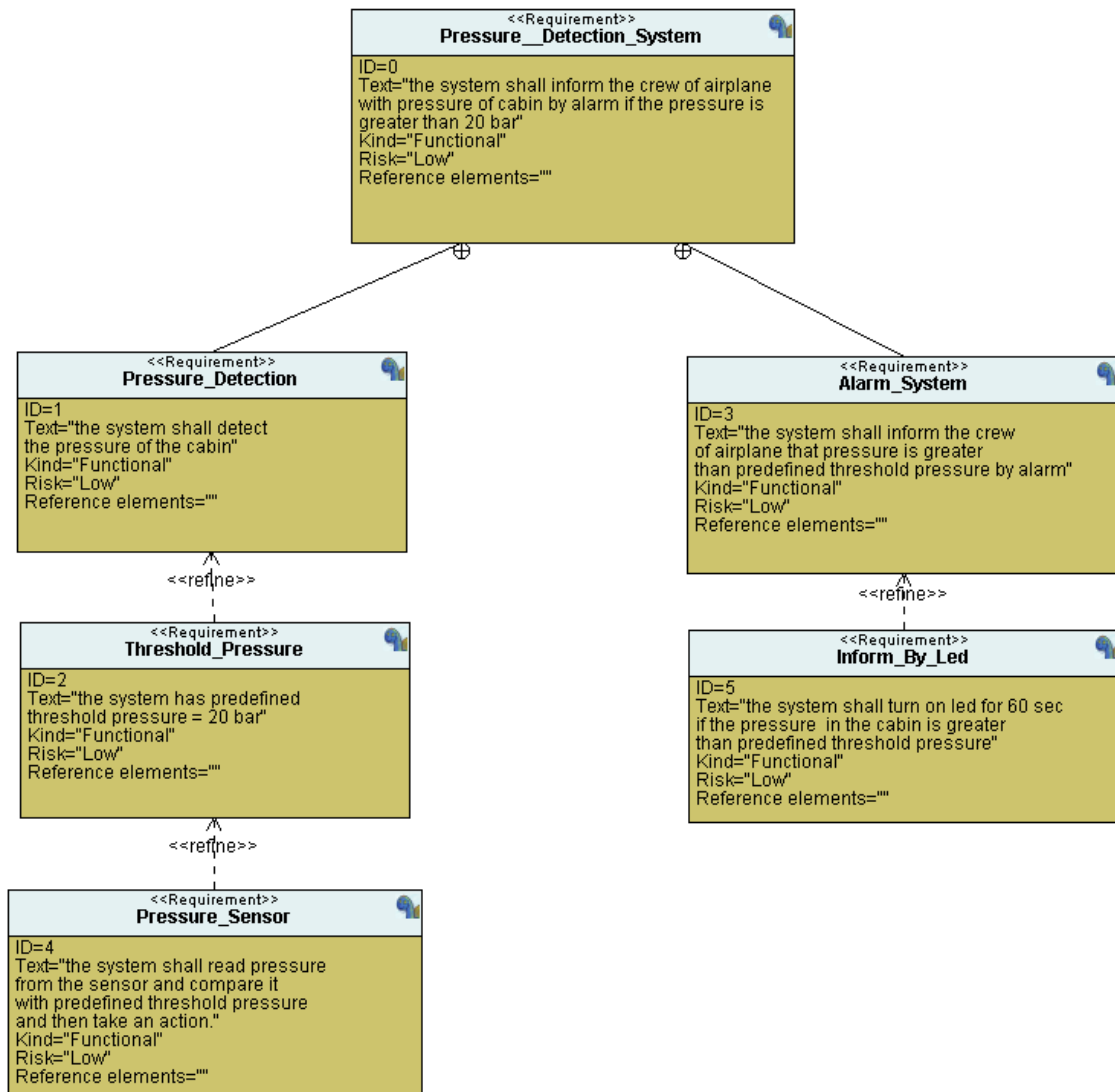 <<Requirement>>
Pressure__Detection_System
ID=0
Text="the system shall inform the crew of airplane
with pressure of cabin by alarm if the pressure is
greater than 20 bar"
Kind="Functional"
Risk="Low"
Reference elements=""
<<Requirement>>
Pressure_Detection
ID=1
Text="the system shall detect
the pressure of the cabin"
Kind="Functional"
Risk="Low"
Reference elements=""
<<Requirement>>
Alarm_System
ID=3
Text="the system shall inform the crew
of airplane that pressure is greater
than predefined threshold pressure by alarm"
Kind="Functional"
Risk="Low"
Reference elements=""
<<refine>>
<<refine>>
<<Requirement>>
Threshold_Pressure
ID=2
Text="the system has predefined
threshold pressure = 20 bar"
Kind="Functional"
Risk="Low"
Reference elements=""
<<Requirement>>
Inform_By_Led
ID=5
Text="the system shall turn on led for 60 sec
if the pressure  in the cabin is greater
than predefined threshold pressure"
Kind="Functional"
Risk="Low"
Reference elements=""
<<refine>>
<<Requirement>>
Pressure_Sensor
ID=4
Text="the system shall read pressure
from the sensor and compare it
with predefined threshold pressure
and then take an action."
Kind="Functional"
Risk="Low"
Reference elements=""